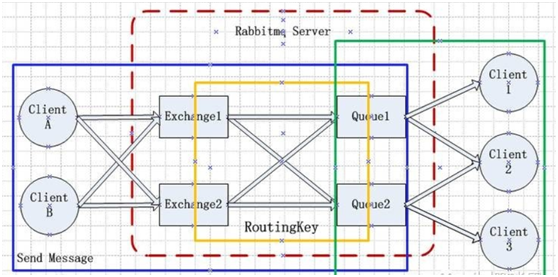 Rabbitmq Server
Client
A
Exchange1
Queue1
Client
1
Client
2
Client
B
Exchange2
Queue2
RoutingKey
Client
3
Send Message